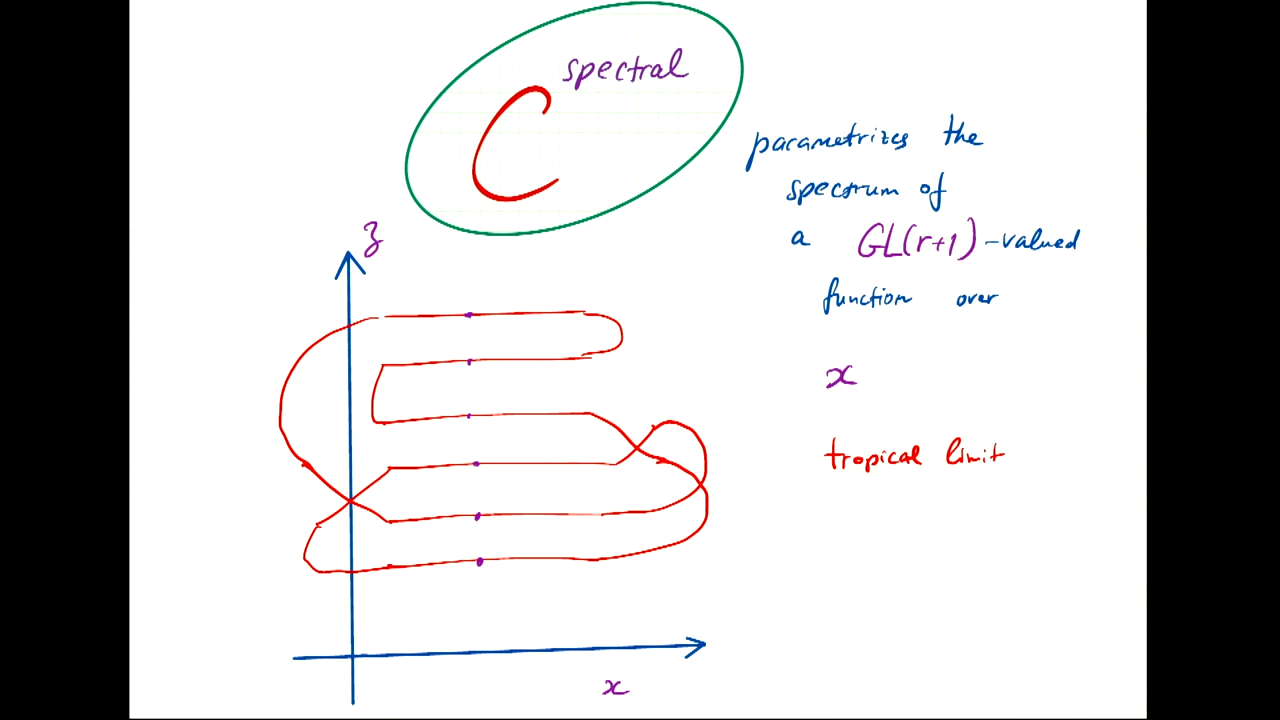 C spectral
parametrizes the
spectrum of
a GL(r+1)-valued
function over
x
tropical limit
z
x